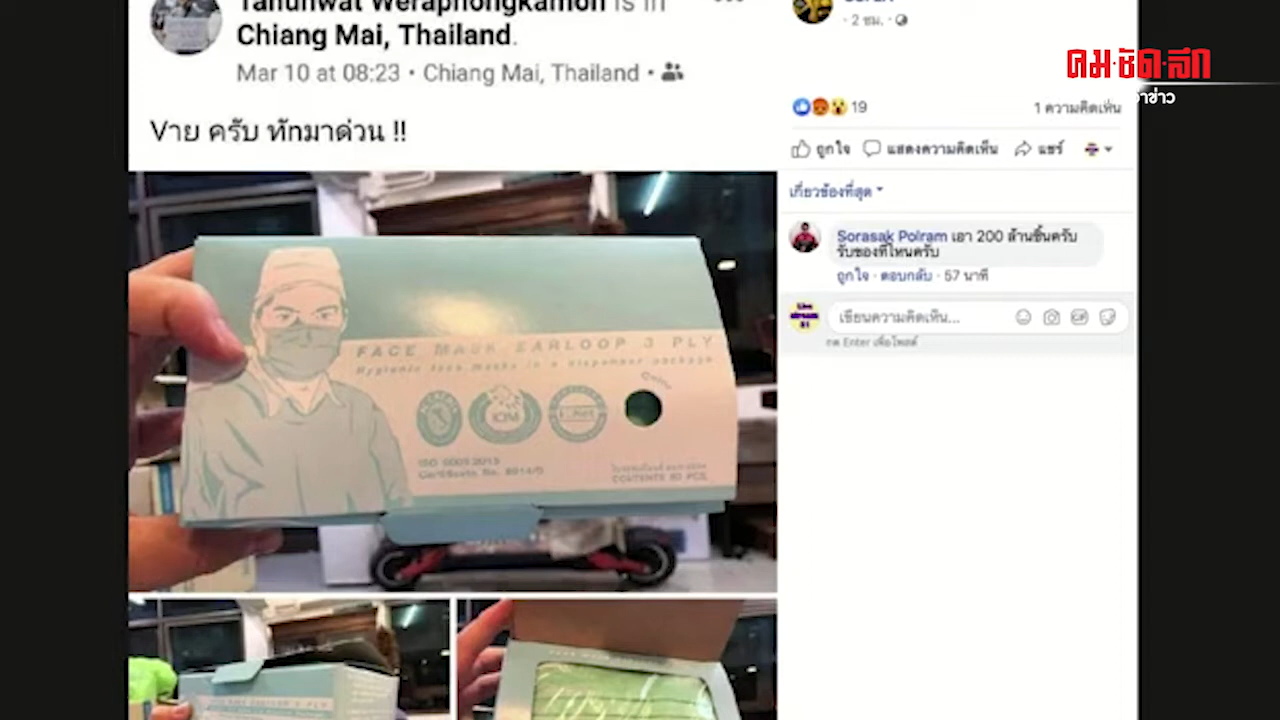 Tanunwat Weraphongkamon is in
Chiang Mai, Thailand.
Mar 10 at 08:23 · Chiang Mai, Thailand ·
Vาย ครับ ทักมาด่วน !!
FACE MASK EARLOOP 3 PLY
Hygienic face masks in a dispenser package
ISO 9001:2015
CONTENTS 50 PCS.
· 2 ชม. ·
คม·ชัด·ลึก
19
1 ความคิดเห็น
ถูกใจ
แสดงความคิดเห็น
แชร์
เกี่ยวข้องที่สุด
Sorasak Polram เอา 200 ล้านชิ้นครับ
รับของที่ไหนครับ
ถูกใจ · ตอบกลับ · 57 นาที
เขียนความคิดเห็น...
กด Enter เพื่อโพสต์